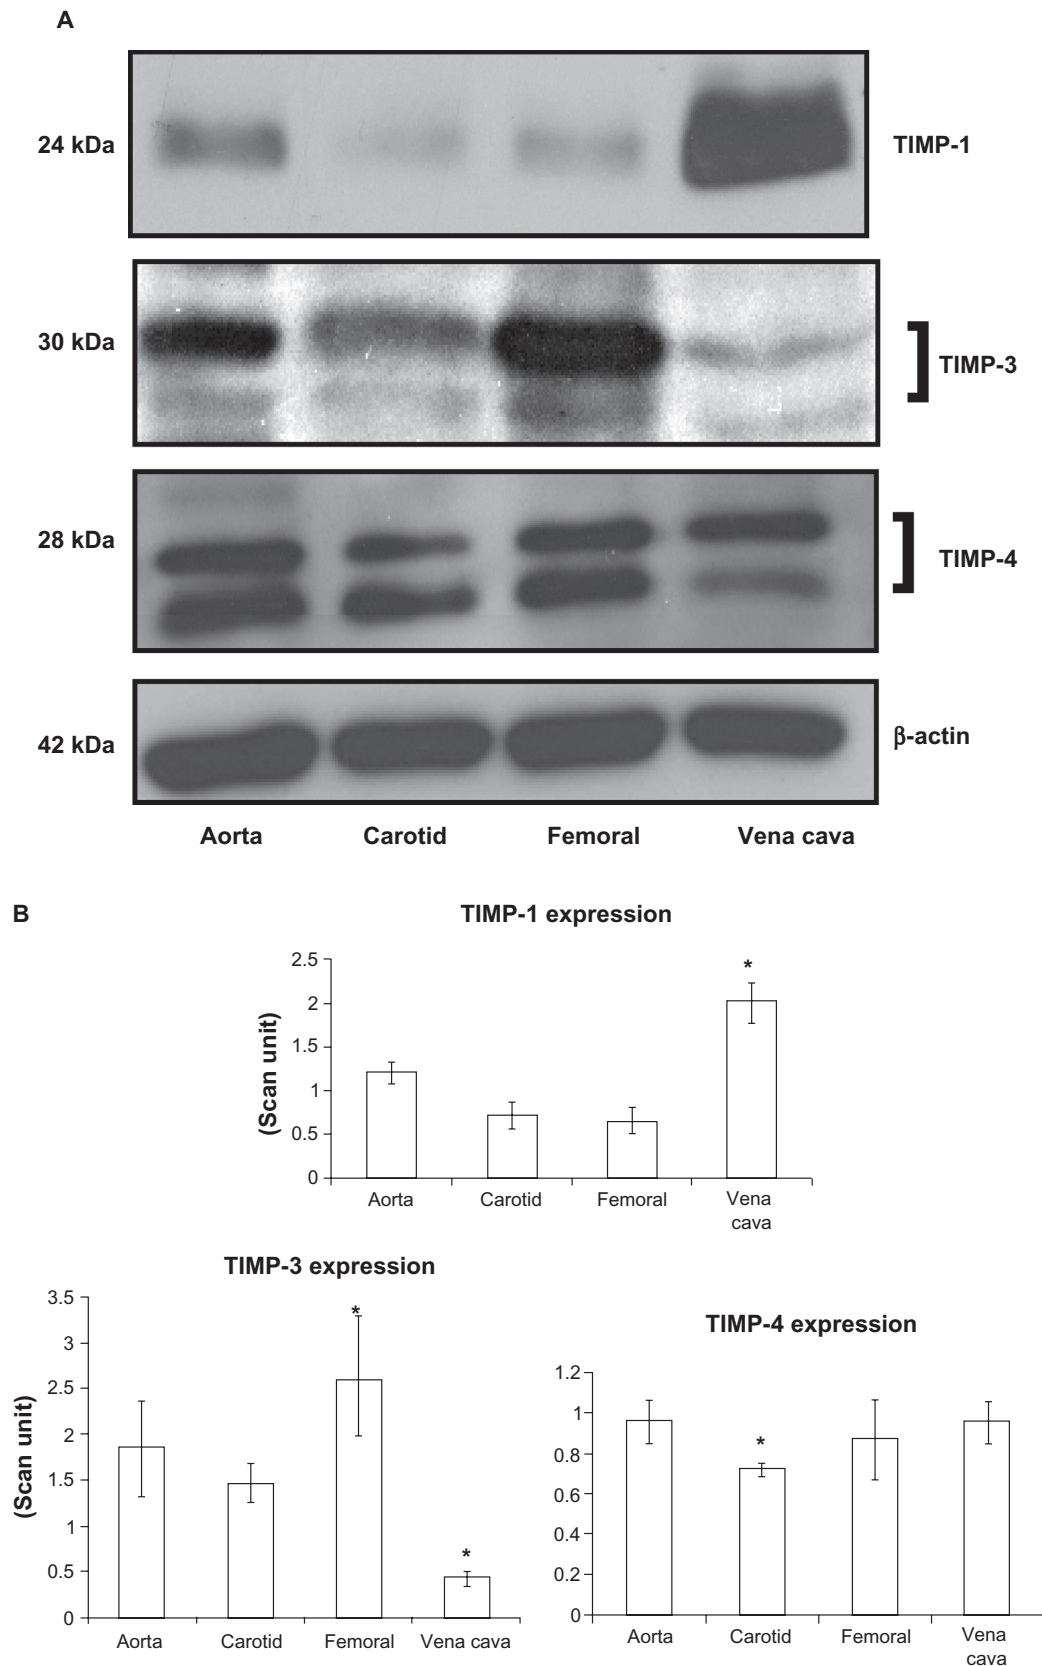 A
24 kDa
TIMP-1
30 kDa
TIMP-3
28 kDa
TIMP-4
42 kDa
β-actin
Aorta Carotid Femoral Vena cava
B
TIMP-1 expression
(Scan unit)
2.5
2
1.5
1
0.5
0
*
Aorta Carotid Femoral Vena
cava
TIMP-3 expression
(Scan unit)
3.5
3
2.5
2
1.5
1
0.5
0
*
*
Aorta Carotid Femoral Vena cava
TIMP-4 expression
1.2
1
0.8
0.6
0.4
0.2
0
*
Aorta Carotid Femoral Vena
cava